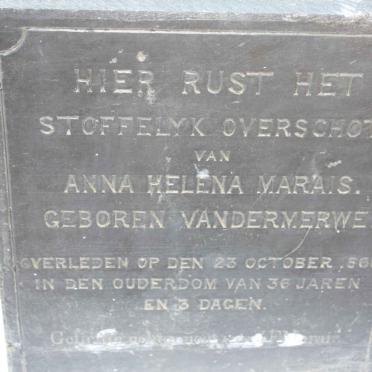 HIER RUST HET
STOFFELYK OVERSCHOT
VAN
ANNA HELENA MARAIS.
GEBOREN VANDERMERWE
OVERLEDEN OP DEN 23 OCTOBER
IN DEN OUDERDOM VAN 36 JAREN
EN 3 DAGEN.